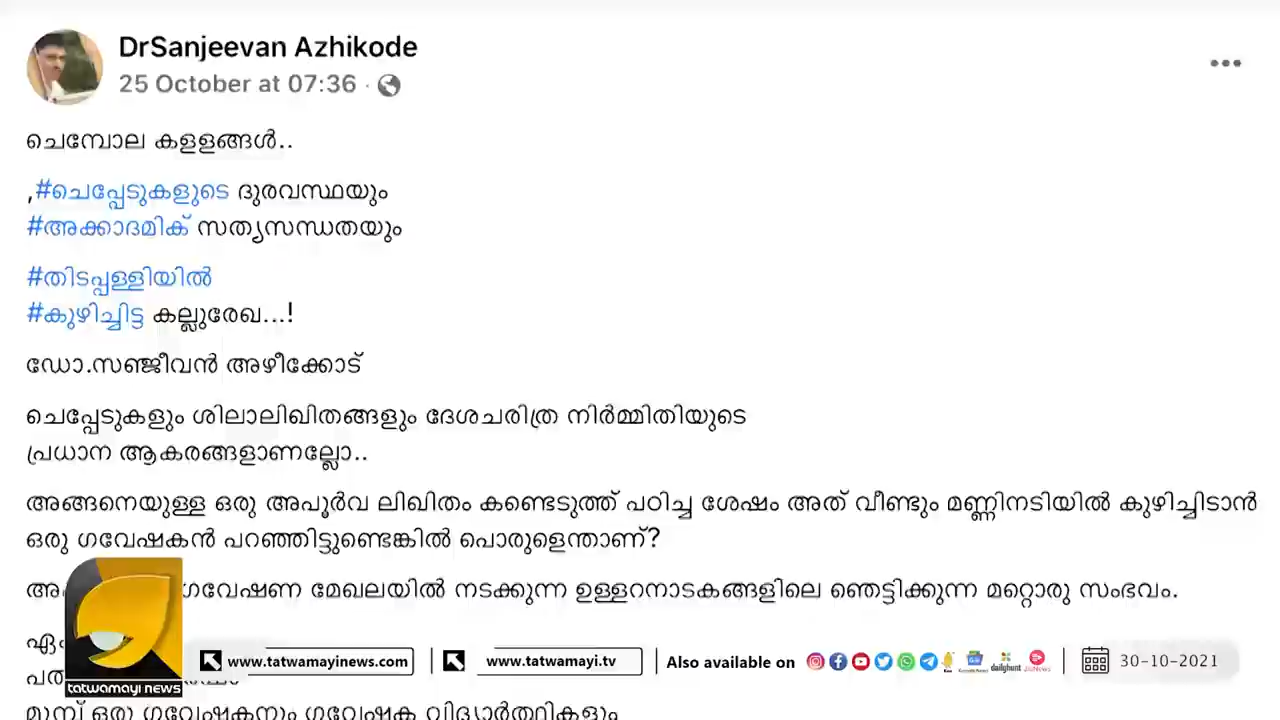 DrSanjeevan Azhikode
25 October at 07:36 ·
ചെമ്പോല കളളങ്ങൾ..
,#ചെപ്പേടുകളുടെ ദുരവസ്ഥയും
#അക്കാദമിക് സത്യസന്ധതയും
#തിടപ്പള്ളിയിൽ
#കുഴിച്ചിട്ട കല്ലുരേഖ...!
ഡോ.സഞ്ജീവൻ അഴീക്കോട്
ചെപ്പേടുകളും ശിലാലിഖിതങ്ങളും ദേശചരിത്ര നിർമ്മിതിയുടെ
പ്രധാന ആകരങ്ങളാണല്ലോ..
അങ്ങനെയുള്ള ഒരു അപൂർവ ലിഖിതം കണ്ടെടുത്ത് പഠിച്ച ശേഷം അത് വീണ്ടും മണ്ണിനടിയിൽ കുഴിച്ചിടാൻ
ഒരു ഗവേഷകൻ പറഞ്ഞിട്ടുണ്ടെങ്കിൽ പൊരുളെന്താണ്?
ഗവേഷണ മേഖലയിൽ നടക്കുന്ന ഉള്ളറനാടകങ്ങളിലെ ഞെട്ടിക്കുന്ന മറ്റൊരു സംഭവം.
മുമ്പ് ഒരു ഗവേഷകനും ഗവേഷക വിദ്യാർത്ഥികളും
tatwamayi news
www.tatwamayinews.com
www.tatwamayi.tv
Also available on
dailyhunt
30-10-2021